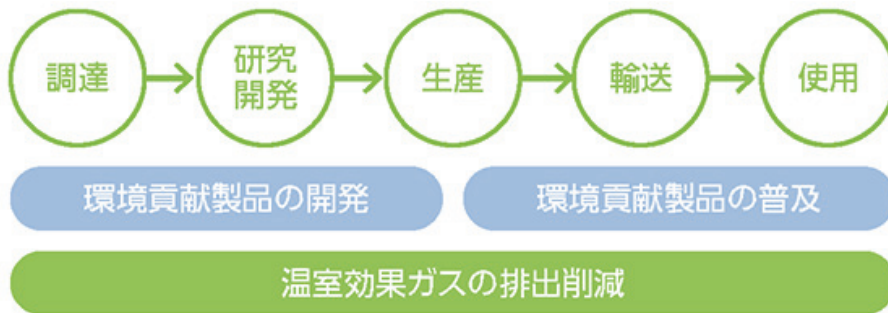 調達
研究
開発
生産
輸送
使用
環境貢献製品の開発
環境貢献製品の普及
温室効果ガスの排出削減